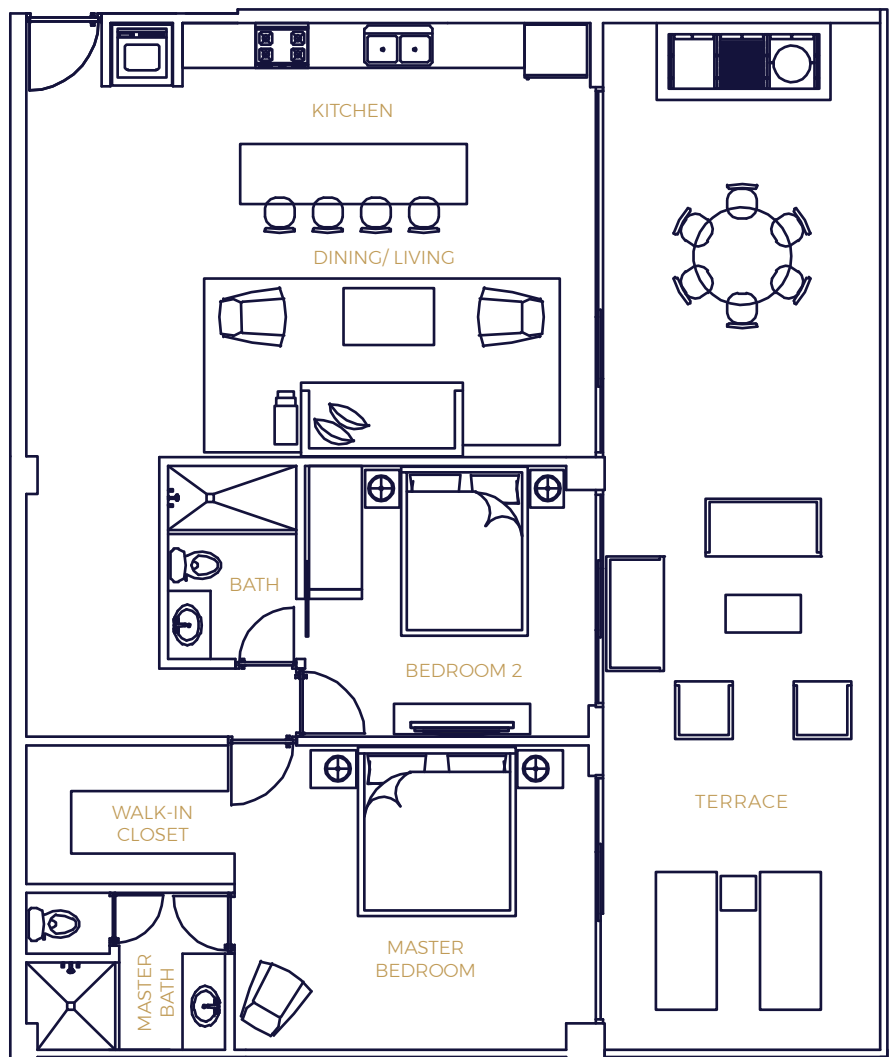 KITCHEN
DINING/ LIVING
BATH
BEDROOM 2
WALK-IN
CLOSET
TERRACE
MASTER
BEDROOM
MASTER
BATH